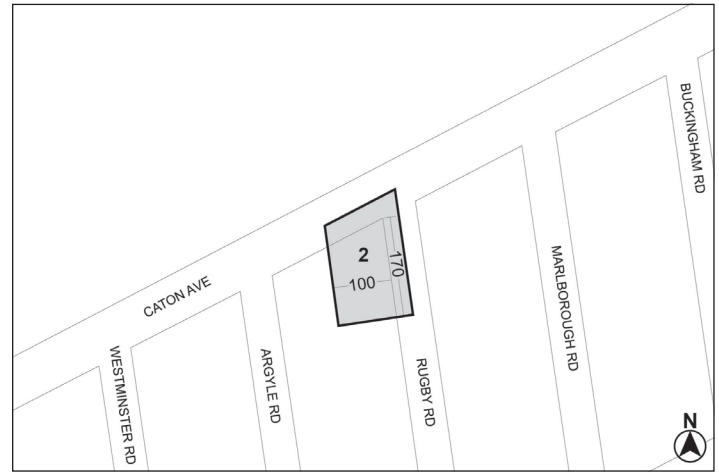 BUCKINGHAM RD
2
170
100
CATON AVE
MARLBOROUGH RD
WESTMINSTER RD
ARGYLE RD
RUGBY RD
N